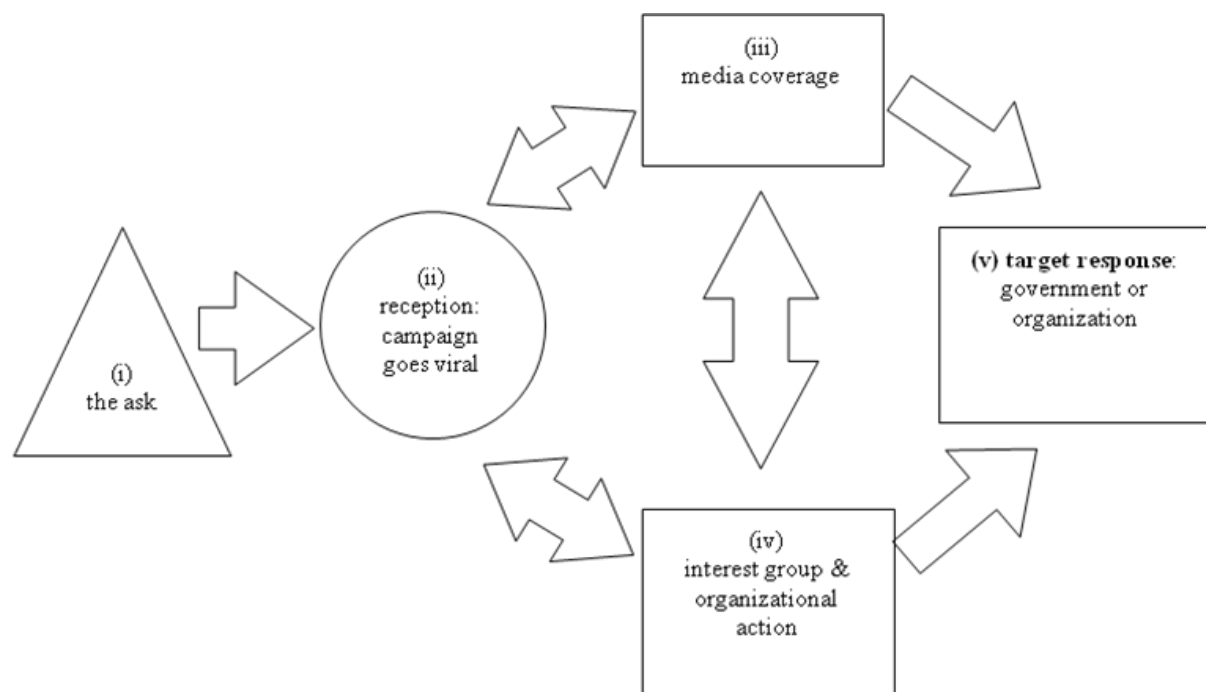 (i)
the ask
(ii)
reception:
campaign
goes viral
(iii)
media coverage
(iv)
interest group &
organizational
action
(v) target response:
government or
organization